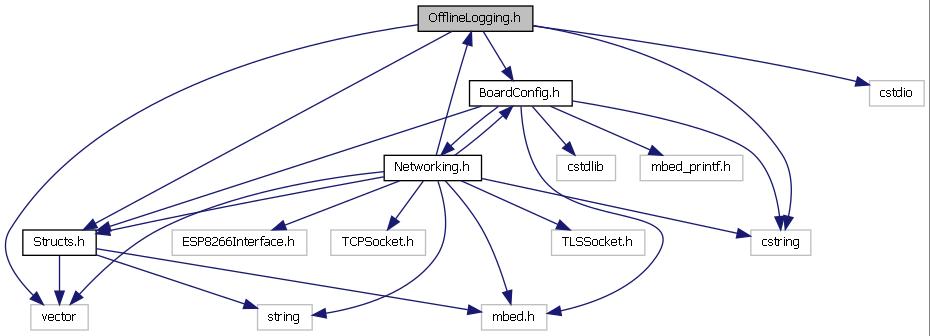 OfflineLogging.h
BoardConfig.h
cstdio
Networking.h
cstdlib
mbed_printf.h
Structs.h
ESP8266Interface.h
TCPSocket.h
TLSSocket.h
cstring
vector
string
mbed.h